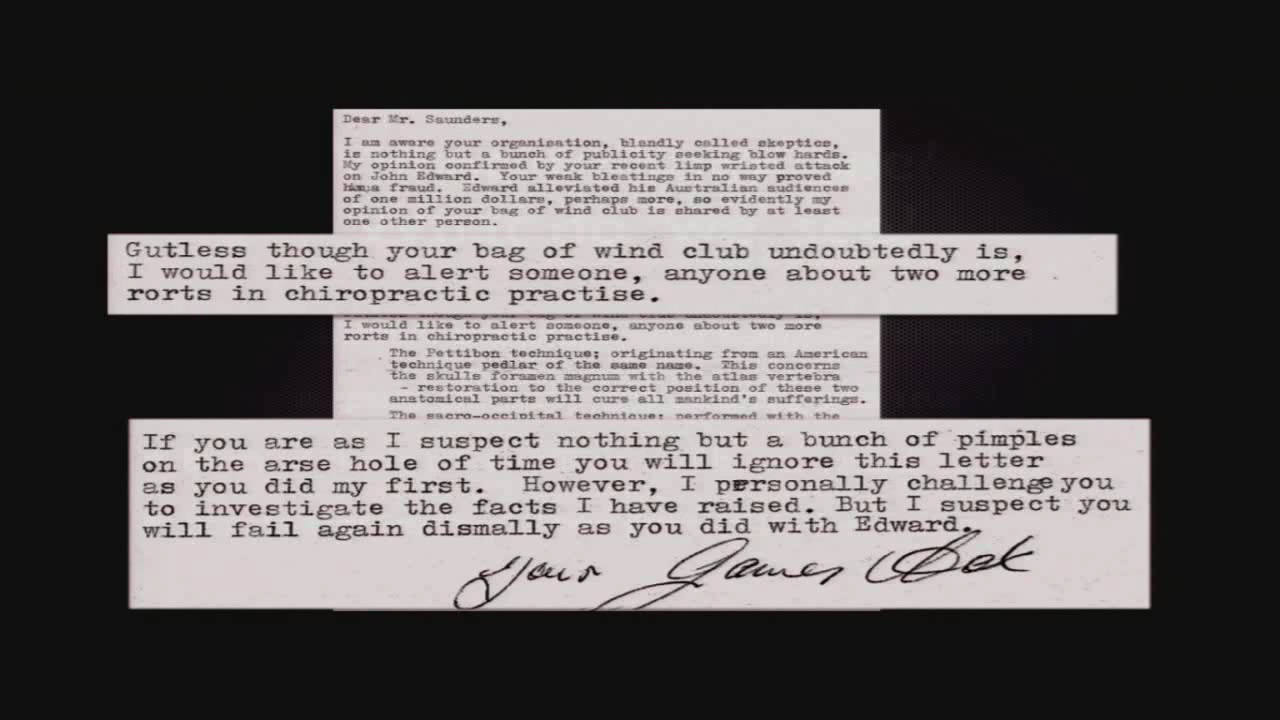 Dear Mr. Saunders,
I am aware your organisation, blandly called skeptics,
is nothing but a bunch of publicity seeking blow hards.
My opinion confirmed by your recent limp wristed attack
on John Edward. Your weak bleatings in no way proved
him a fraud. Edward alleviated his Australian audiences
of one million dollars, perhaps more, so evidently my
opinion of your bag of wind club is shared by at least
one other person.
Gutless though your bag of wind club undoubtedly is,
I would like to alert someone, anyone about two more
rorts in chiropractic practise.
I would like to alert someone, anyone about two more
rorts in chiropractic practise.
The Pettibon technique; originating from an American
technique pedlar of the same name. This concerns
the skulls foramen magnum with the atlas vertebra
- restoration to the correct position of these two
anatomical parts will cure all mankind's sufferings.
The sacro-occipital technique; performed with the
If you are as I suspect nothing but a bunch of pimples
on the arse hole of time you will ignore this letter
as you did my first. However, I personally challenge you
to investigate the facts I have raised. But I suspect you
will fail again dismally as you did with Edward.
Yours James